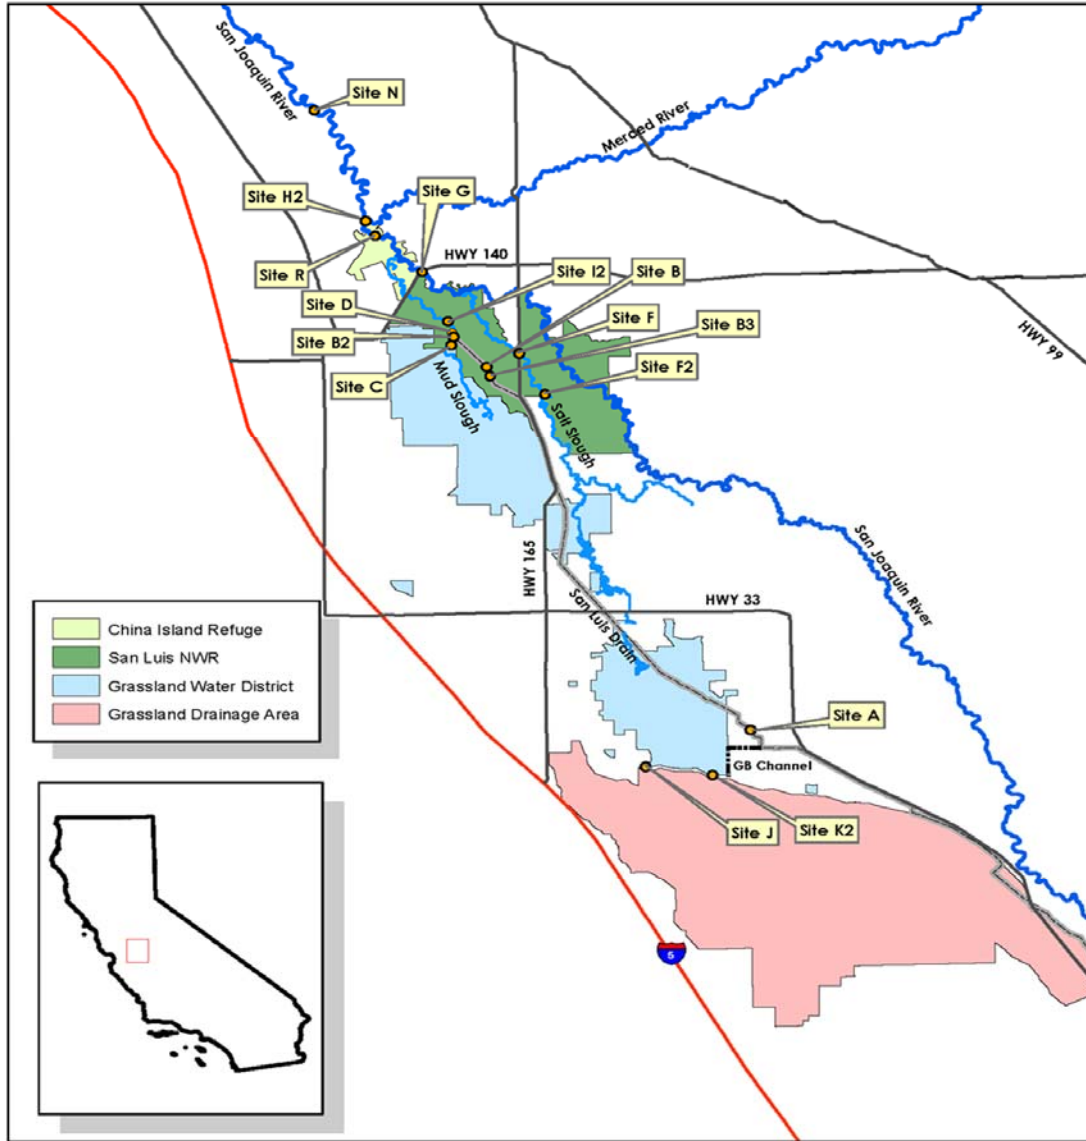 San Joaquin River
Site N
Merced River
Site H2
Site G
Site R
HWY 140
Site I2
Site B
Site D
Site F
Site B3
Site B2
HWY 99
Site C
Site F2
Mud Slough
Salt Slough
San Joaquin River
HWY 165
HWY 33
San Luis Drain
China Island Refuge
San Luis NWR
Grassland Water District
Grassland Drainage Area
Site A
GB Channel
Site J
Site K2
5